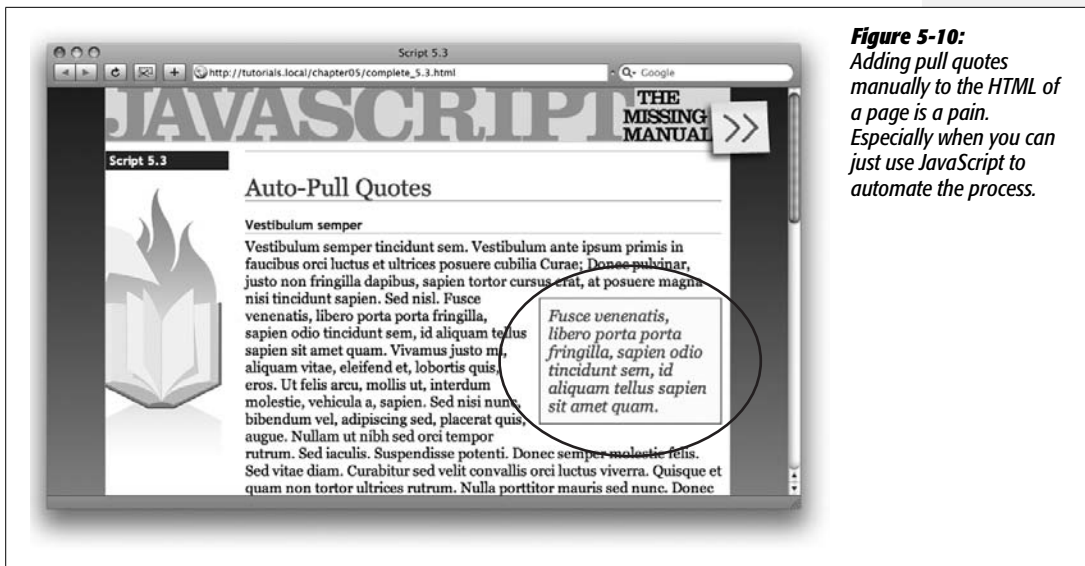 Script 5.3
http://tutorials.local/chapter05/complete_5.3.html
Google
JAVASCRIPT
THE
MISSING
MANUAL
>>
Script 5.3
Auto-Pull Quotes
Vestibulum semper
Vestibulum semper tincidunt sem. Vestibulum ante ipsum primis in
faucibus orci luctus et ultrices posuere cubilia Curae; Donec pulvinar,
justo non fringilla dapibus, sapien tortor cursus erat, at posuere magna
nisi tincidunt sapien. Sed nisl. Fusce
venenatis, libero porta porta fringilla,
sapien odio tincidunt sem, id aliquam tellus
sapien sit amet quam. Vivamus justo mi,
aliquam vitae, eleifend et, lobortis quis,
eros. Ut felis arcu, mollis ut, interdum
molestie, vehicula a, sapien. Sed nisi nunc,
bibendum vel, adipiscing sed, placerat quis,
augue. Nullam ut nibh sed orci tempor
rutrum. Sed iaculis. Suspendisse potenti. Donec semper molestie felis.
Sed vitae diam. Curabitur sed velit convallis orci luctus viverra. Quisque et
quam non tortor ultrices rutrum. Nulla porttitor mauris sed nunc. Donec
Fusce venenatis,
libero porta porta
fringilla, sapien odio
tincidunt sem, id
aliquam tellus sapien
sit amet quam.
Figure 5-10:
Adding pull quotes
manually to the HTML of
a page is a pain.
Especially when you can
just use JavaScript to
automate the process.